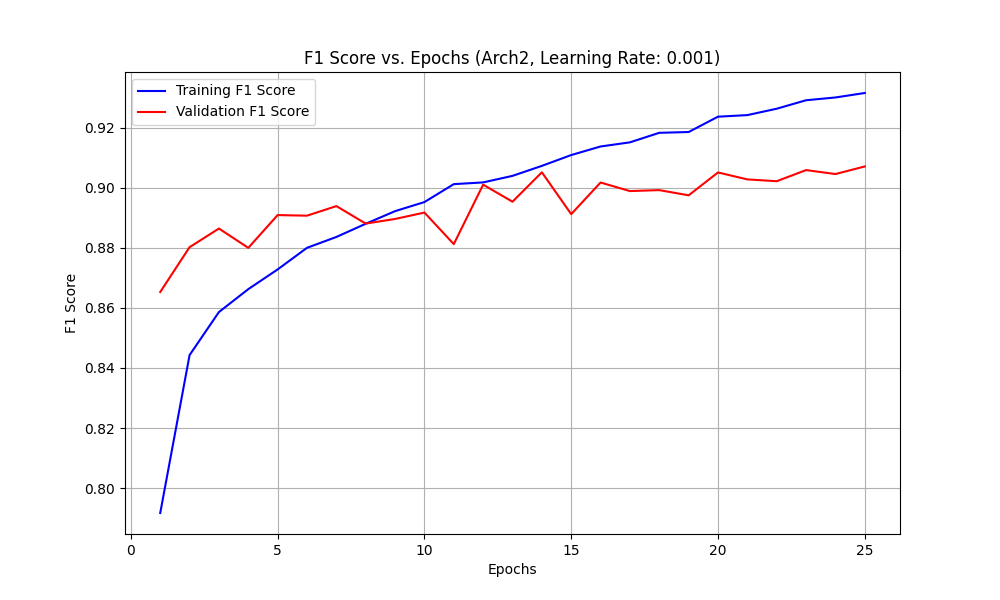 F1 Score vs. Epochs (Arch2, Learning Rate: 0.001)
Training F1 Score
Validation F1 Score
0.92
0.90
0.88
0.86
0.84
0.82
0.80
F1 Score
0 5 10 15 20 25
Epochs